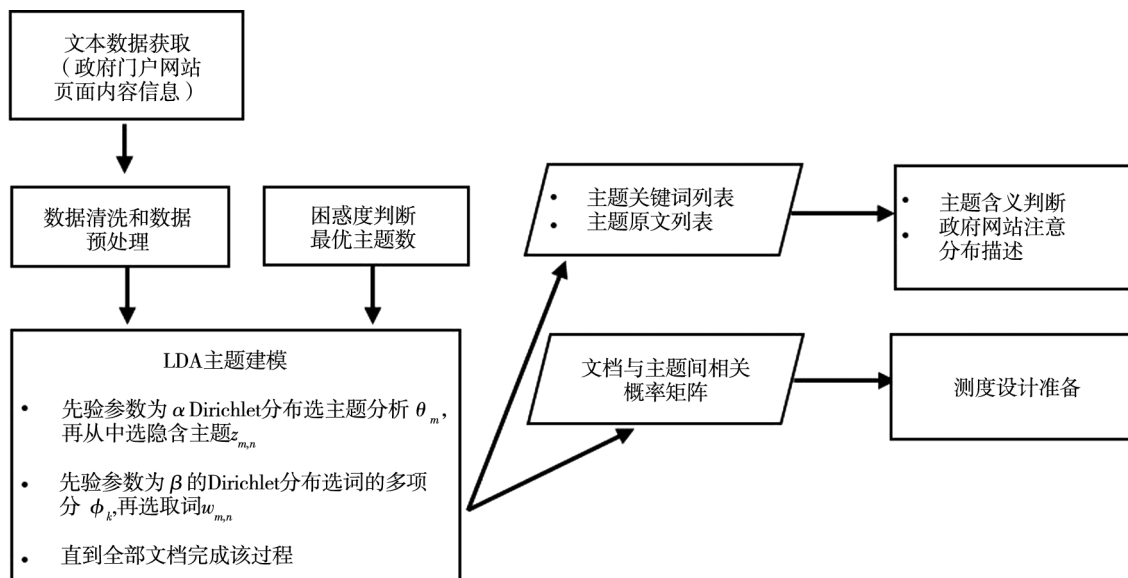 文本数据获取
（政府门户网站
页面内容信息）
数据清洗和数据
预处理
困惑度判断
最优主题数
LDA主题建模
• 先验参数为 α Dirichlet分布选主题分析 θm，
再从中选隐含主题zm,n
• 先验参数为 β 的Dirichlet分布选词的多项
分 ϕk,再选取词wm,n
• 直到全部文档完成该过程
• 主题关键词列表
• 主题原文列表
• 主题含义判断
• 政府网站注意
分布描述
文档与主题间相关
概率矩阵
测度设计准备